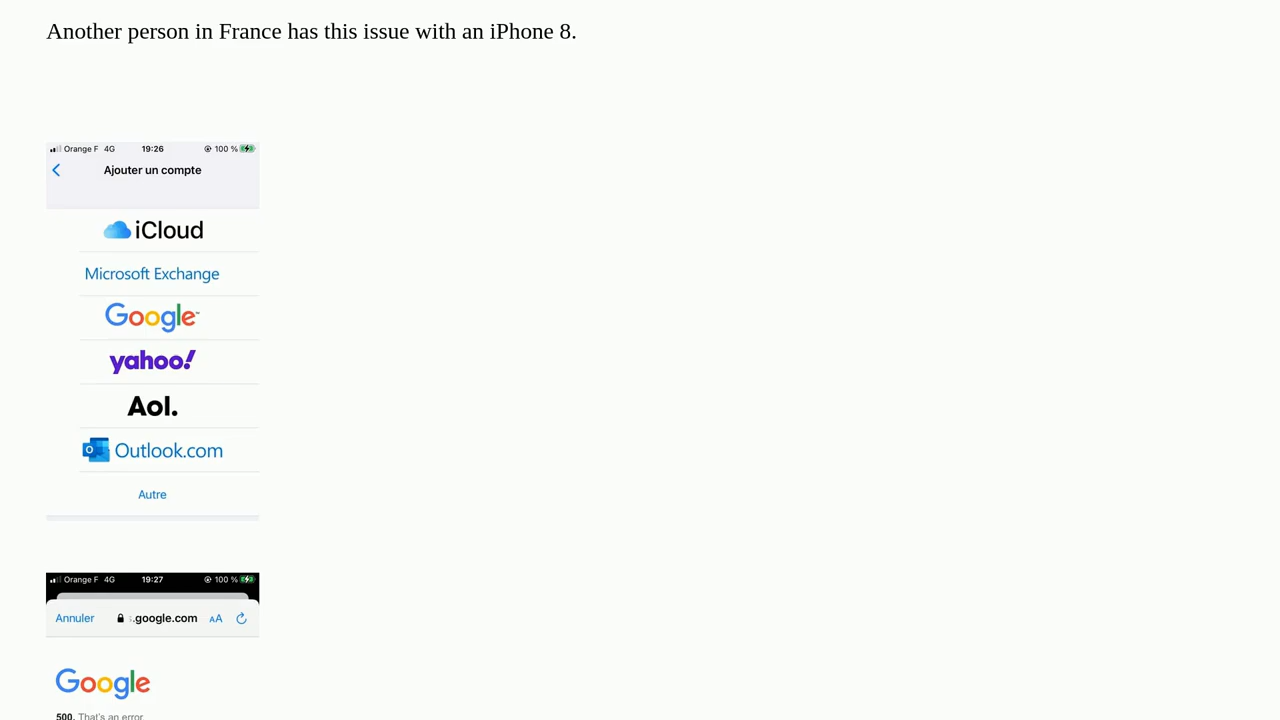 Another person in France has this issue with an iPhone 8.
Orange F 4G 19:26 100 %
Ajouter un compte
iCloud
Microsoft Exchange
Google
yahoo!
Aol.
Outlook.com
Autre
Orange F 4G 19:27 100 %
Annuler .google.com AA
Google
500. That's an error.